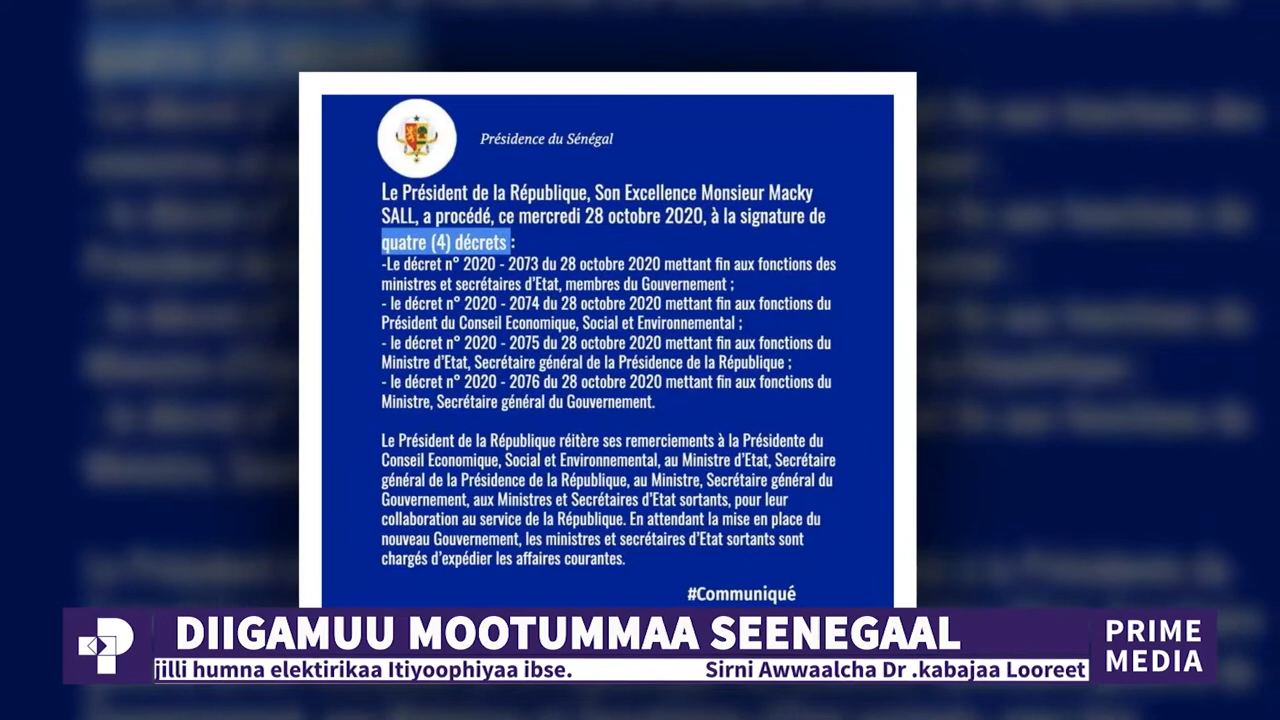 Présidence du Sénégal
Le Président de la République, Son Excellence Monsieur Macky
SALL, a procédé, ce mercredi 28 octobre 2020, à la signature de
quatre (4) décrets :
-Le décret n° 2020 - 2073 du 28 octobre 2020 mettant fin aux fonctions des
ministres et secrétaires d'Etat, membres du Gouvernement ;
- le décret n° 2020 - 2074 du 28 octobre 2020 mettant fin aux fonctions du
Président du Conseil Economique, Social et Environnemental ;
- le décret n° 2020 - 2075 du 28 octobre 2020 mettant fin aux fonctions du
Ministre d'Etat, Secrétaire général de la Présidence de la République ;
- le décret n° 2020 - 2076 du 28 octobre 2020 mettant fin aux fonctions du
Ministre, Secrétaire général du Gouvernement.
Le Président de la République réitère ses remerciements à la Présidente du
Conseil Economique, Social et Environnemental, au Ministre d'Etat, Secrétaire
général de la Présidence de la République, au Ministre, Secrétaire général du
Gouvernement, aux Ministres et Secrétaires d'Etat sortants, pour leur
collaboration au service de la République. En attendant la mise en place du
nouveau Gouvernement, les ministres et secrétaires d'Etat sortants sont
chargés d'expédier les affaires courantes.
#Communiqué
DIIGAMUU MOOTUMMAA SEENEGAAL
PRIME
MEDIA
jilli humna elektirikaa Itiyoophiyaa ibse. Sirni Awwaalcha Dr .kabajaa Looreet